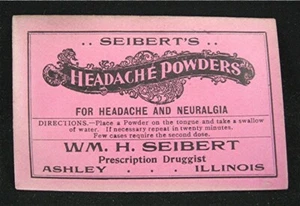 .. SEIBERT'S ..
HEADACHE POWDERS
FOR HEADACHE AND NEURALGIA
DIRECTIONS.—Place a Powder on the tongue and take a swallow
of water. If necessary repeat in twenty minutes.
Few cases require the second dose.
WM. H. SEIBERT
Prescription Druggist
ASHLEY . . . ILLINOIS